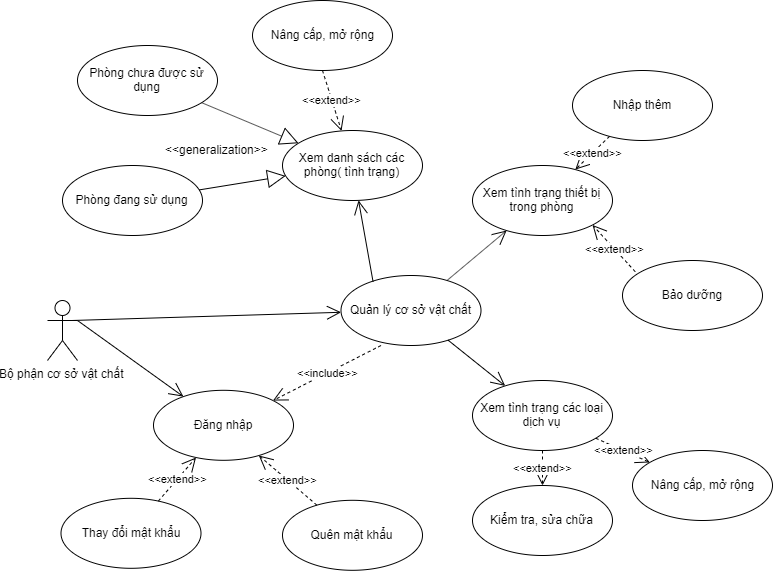 Nâng cấp, mở rộng
Phòng chưa được sử
dụng
<<extend>>
Nhập thêm
<<generalization>>
Xem danh sách các
phòng( tình trạng)
<<extend>>
Phòng đang sử dụng
Xem tình trạng thiết bị
trong phòng
<<extend>>
Bảo dưỡng
Quản lý cơ sở vật chất
Bộ phận cơ sở vật chất
<<include>>
Xem tình trạng các loại
dịch vụ
Đăng nhập
<<extend>>
<<extend>>
<<extend>>
<<extend>>
Nâng cấp, mở rộng
Kiểm tra, sửa chữa
Thay đổi mật khẩu
Quên mật khẩu